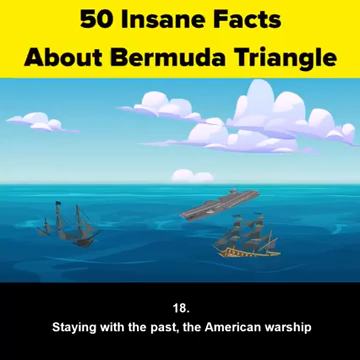 50 Insane Facts
About Bermuda Triangle
18.
Staying with the past, the American warship